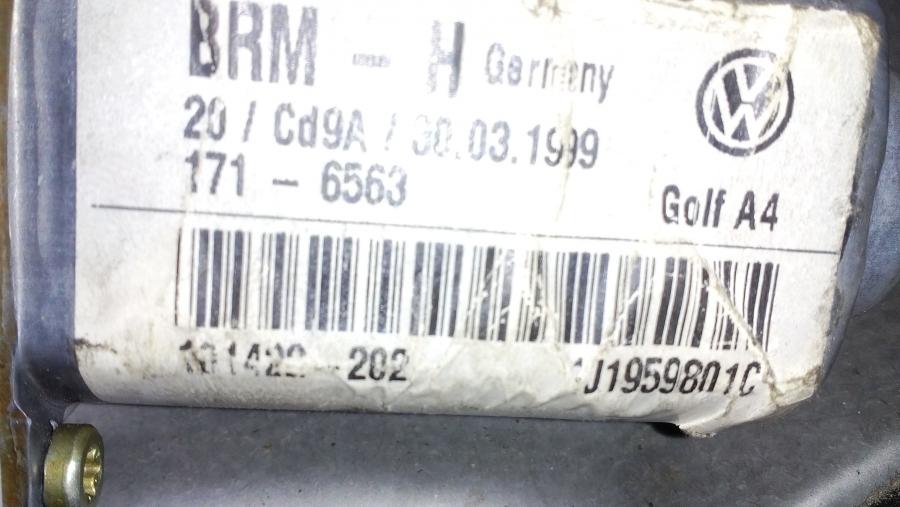 BRM - H Germany
20 / Cd9A / 30.03.1999
171 - 6563
Golf A4
1J1959801C